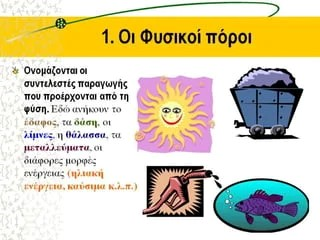 1. Οι Φυσικοί πόροι
Ονομάζονται οι
συντελεστές παραγωγής
που προέρχονται από τη
φύση. Εδώ ανήκουν το
έδαφος, τα δάση, οι
λίμνες, η θάλασσα, τα
μεταλλεύματα, οι
διάφορες μορφές
ενέργειας (ηλιακή
ενέργεια, καύσιμα κ.λ.π.)